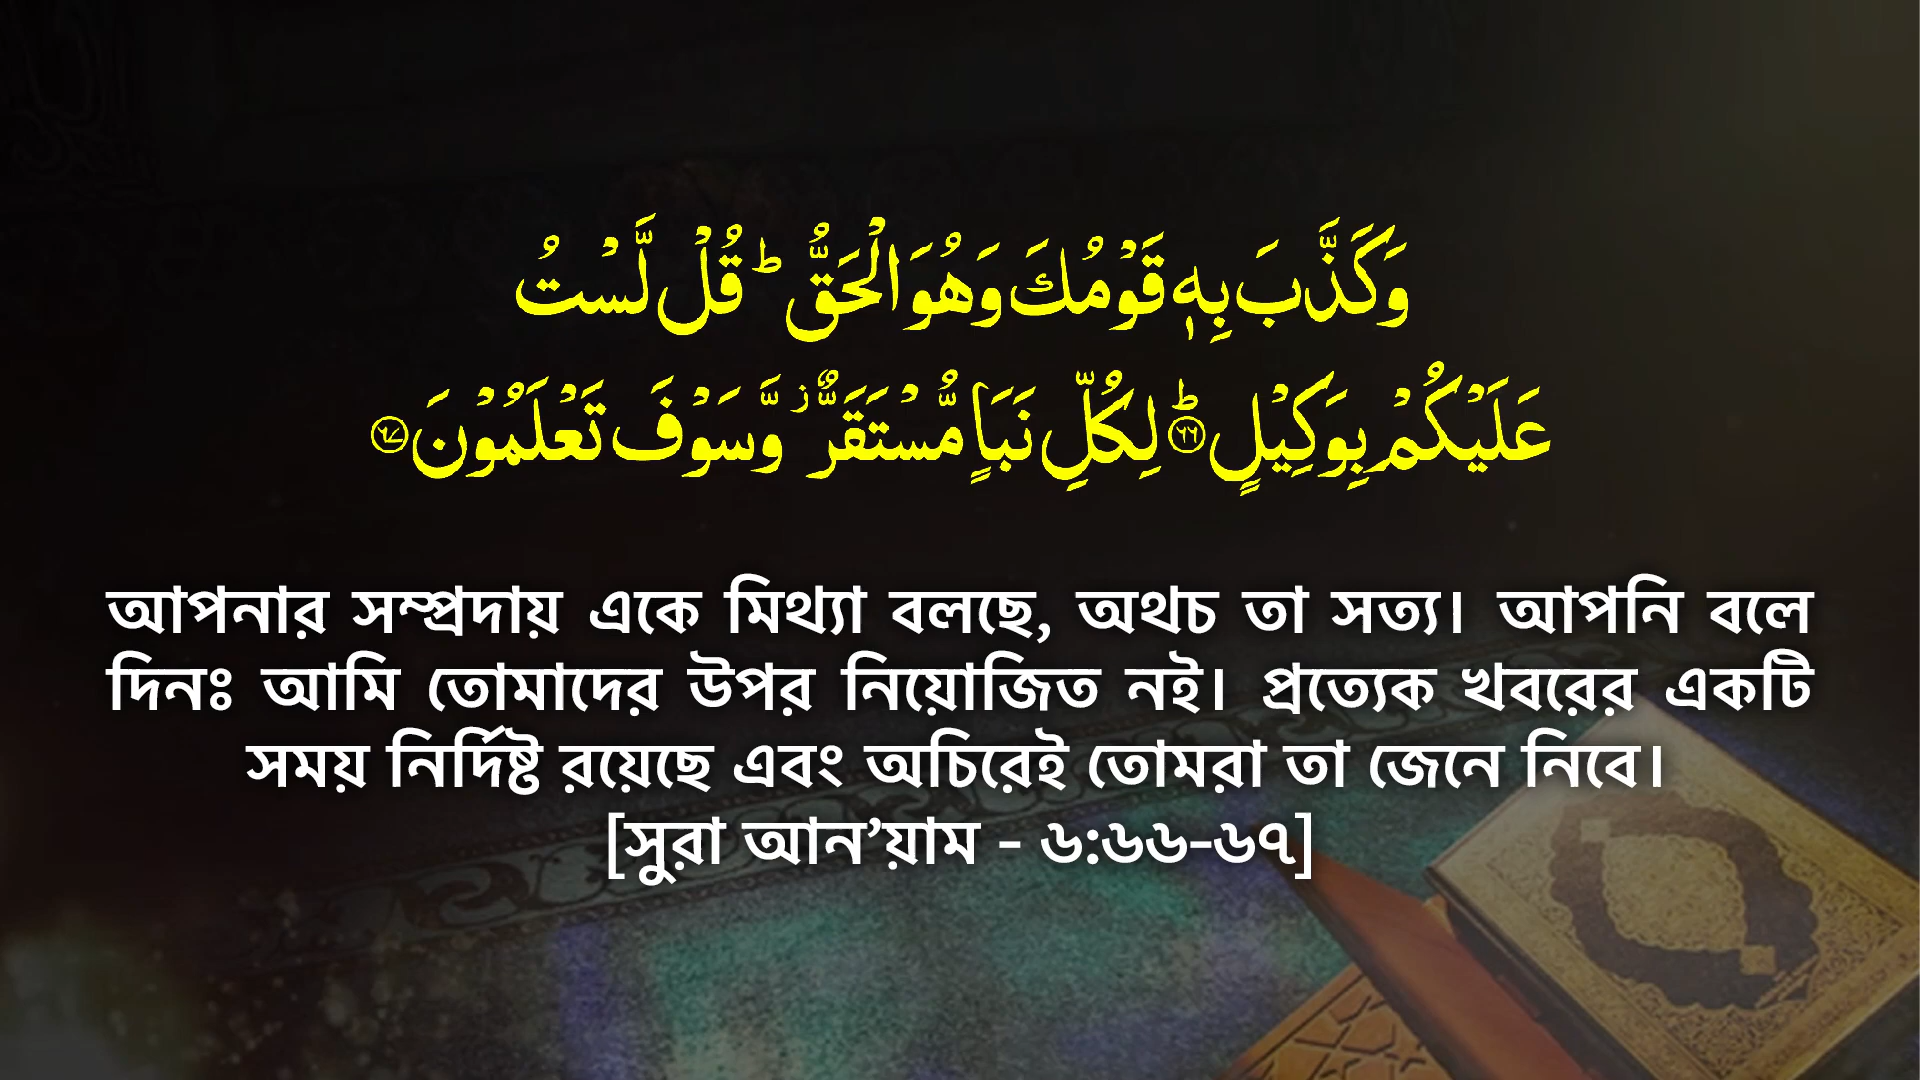 وَكَذَّبَ بِهٖ قَوْمُكَ وَهُوَ الْحَقُّ ؕ قُلْ لَّسْتُ
عَلَيْكُمْ بِوَكِيْلٍ ؕ﴿۶۶﴾ لِكُلِّ نَبَاٍ مُّسْتَقَرٌّ ؗ وَّسَوْفَ تَعْلَمُوْنَ ﴿۶۷﴾
আপনার সম্প্রদায় একে মিথ্যা বলছে, অথচ তা সত্য। আপনি বলে
দিনঃ আমি তোমাদের উপর নিয়োজিত নই। প্রত্যেক খবরের একটি
সময় নির্দিষ্ট রয়েছে এবং অচিরেই তোমরা তা জেনে নিবে।
[সুরা আন’য়াম - ৬:৬৬-৬৭]